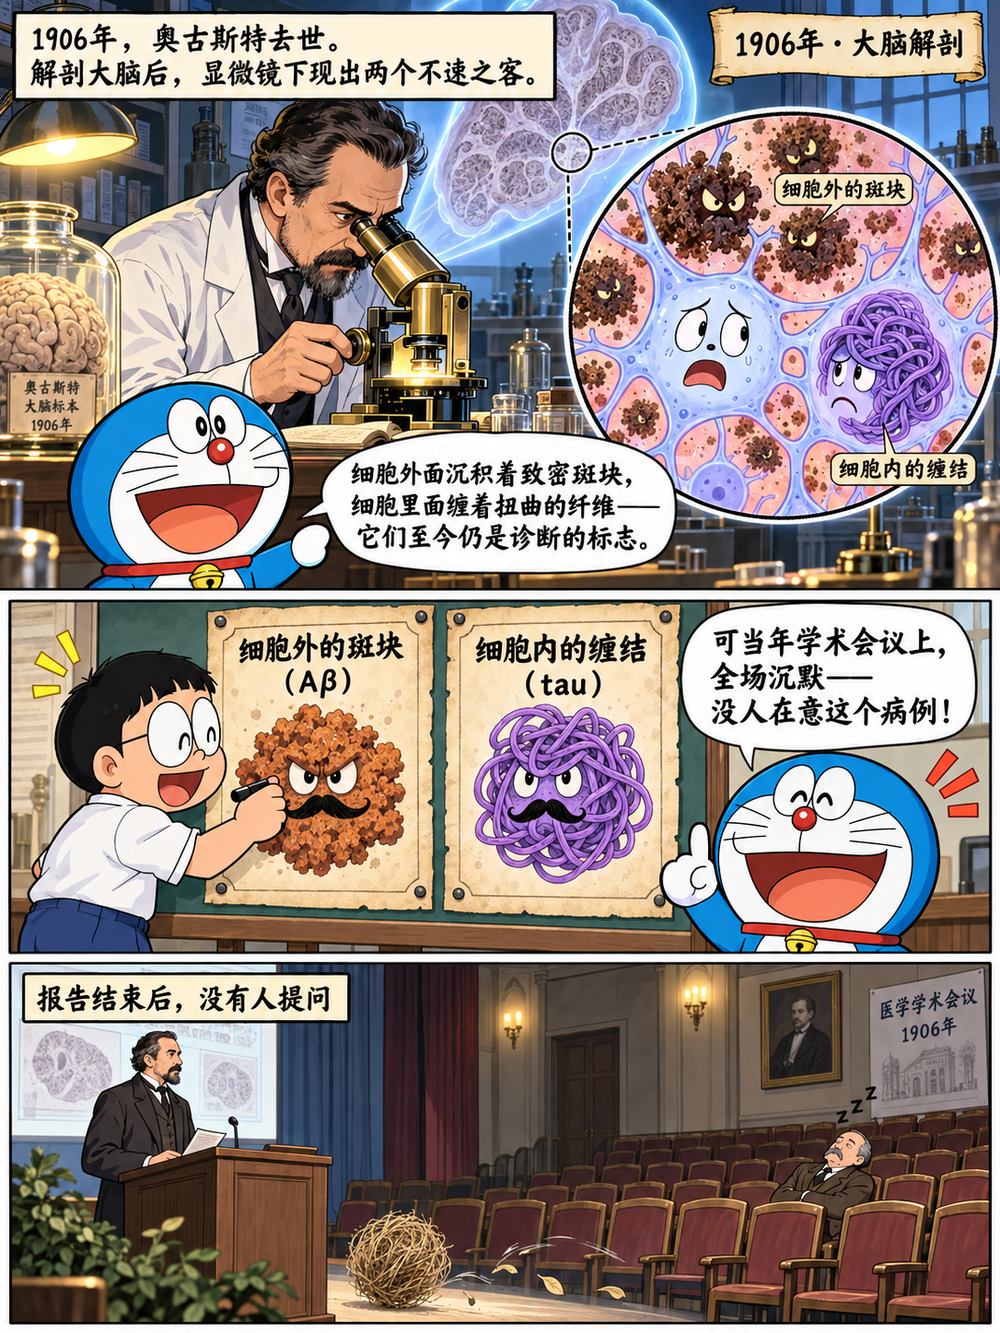 1906年，奥古斯特去世。
解剖大脑后，显微镜下现出两个不速之客。
1906年·大脑解剖
细胞外的斑块
细胞内的缠结
奥古斯特
大脑标本
1906年
细胞外面沉积着致密斑块，
细胞里面缠着扭曲的纤维——
它们至今仍是诊断的标志。
细胞外的斑块
（Aβ）
细胞内的缠结
（tau）
可当年学术会议上，
全场沉默——
没人在意这个病例！
报告结束后，没有人提问
医学学术会议
1906年
z z z